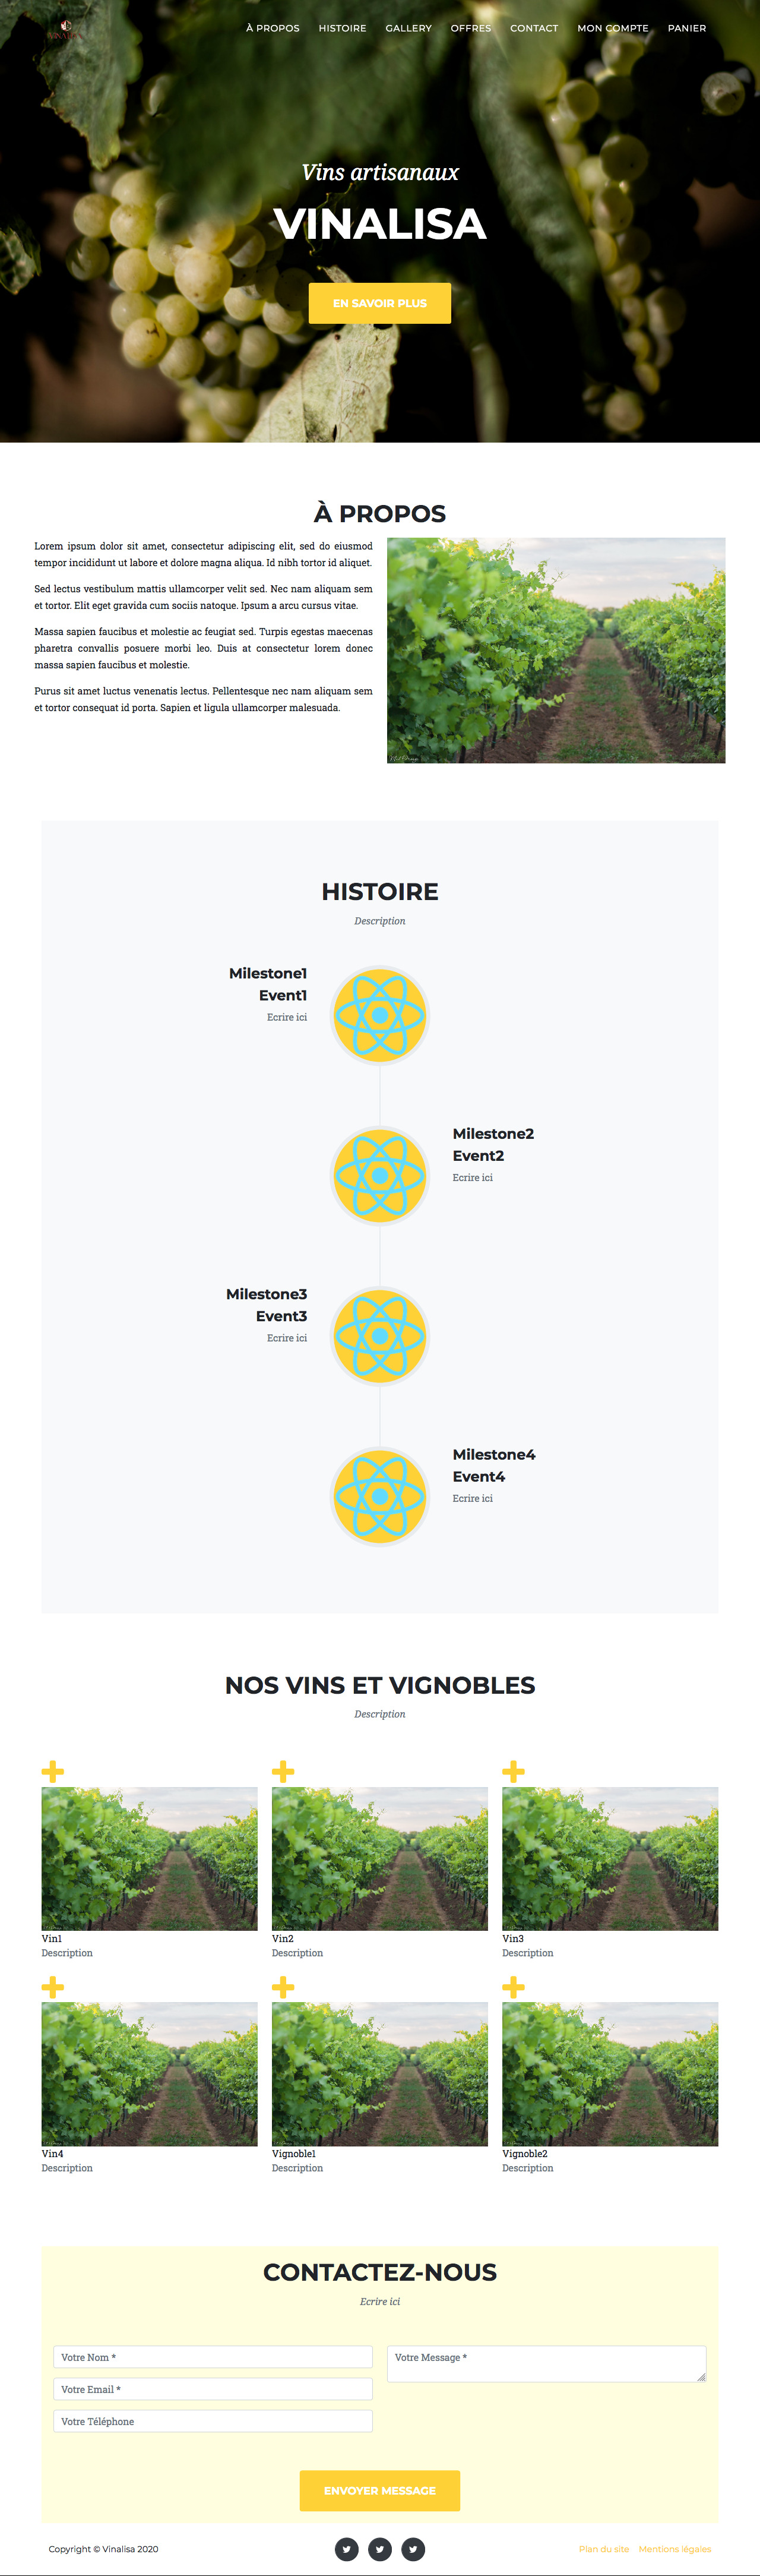 VINALISA
À PROPOS HISTOIRE GALLERY OFFRES CONTACT MON COMPTE PANIER
Vins artisanaux
VINALISA
EN SAVOIR PLUS
À PROPOS
Lorem ipsum dolor sit amet, consectetur adipiscing elit, sed do eiusmod
tempor incididunt ut labore et dolore magna aliqua. Id nibh tortor id aliquet.
Sed lectus vestibulum mattis ullamcorper velit sed. Nec nam aliquam sem
et tortor. Elit eget gravida cum sociis natoque. Ipsum a arcu cursus vitae.
Massa sapien faucibus et molestie ac feugiat sed. Turpis egestas maecenas
pharetra convallis posuere morbi leo. Duis at consectetur lorem donec
massa sapien faucibus et molestie.
Purus sit amet luctus venenatis lectus. Pellentesque nec nam aliquam sem
et tortor consequat id porta. Sapien et ligula ullamcorper malesuada.
HISTOIRE
Description
Milestone1
Event1
Ecrire ici
Milestone2
Event2
Ecrire ici
Milestone3
Event3
Ecrire ici
Milestone4
Event4
Ecrire ici
NOS VINS ET VIGNOBLES
Description
Vin1
Description
Vin2
Description
Vin3
Description
Vin4
Description
Vignoble1
Description
Vignoble2
Description
CONTACTEZ-NOUS
Ecrire ici
Votre Nom *
Votre Email *
Votre Téléphone
Votre Message *
ENVOYER MESSAGE
Copyright © Vinalisa 2020
Plan du site Mentions légales